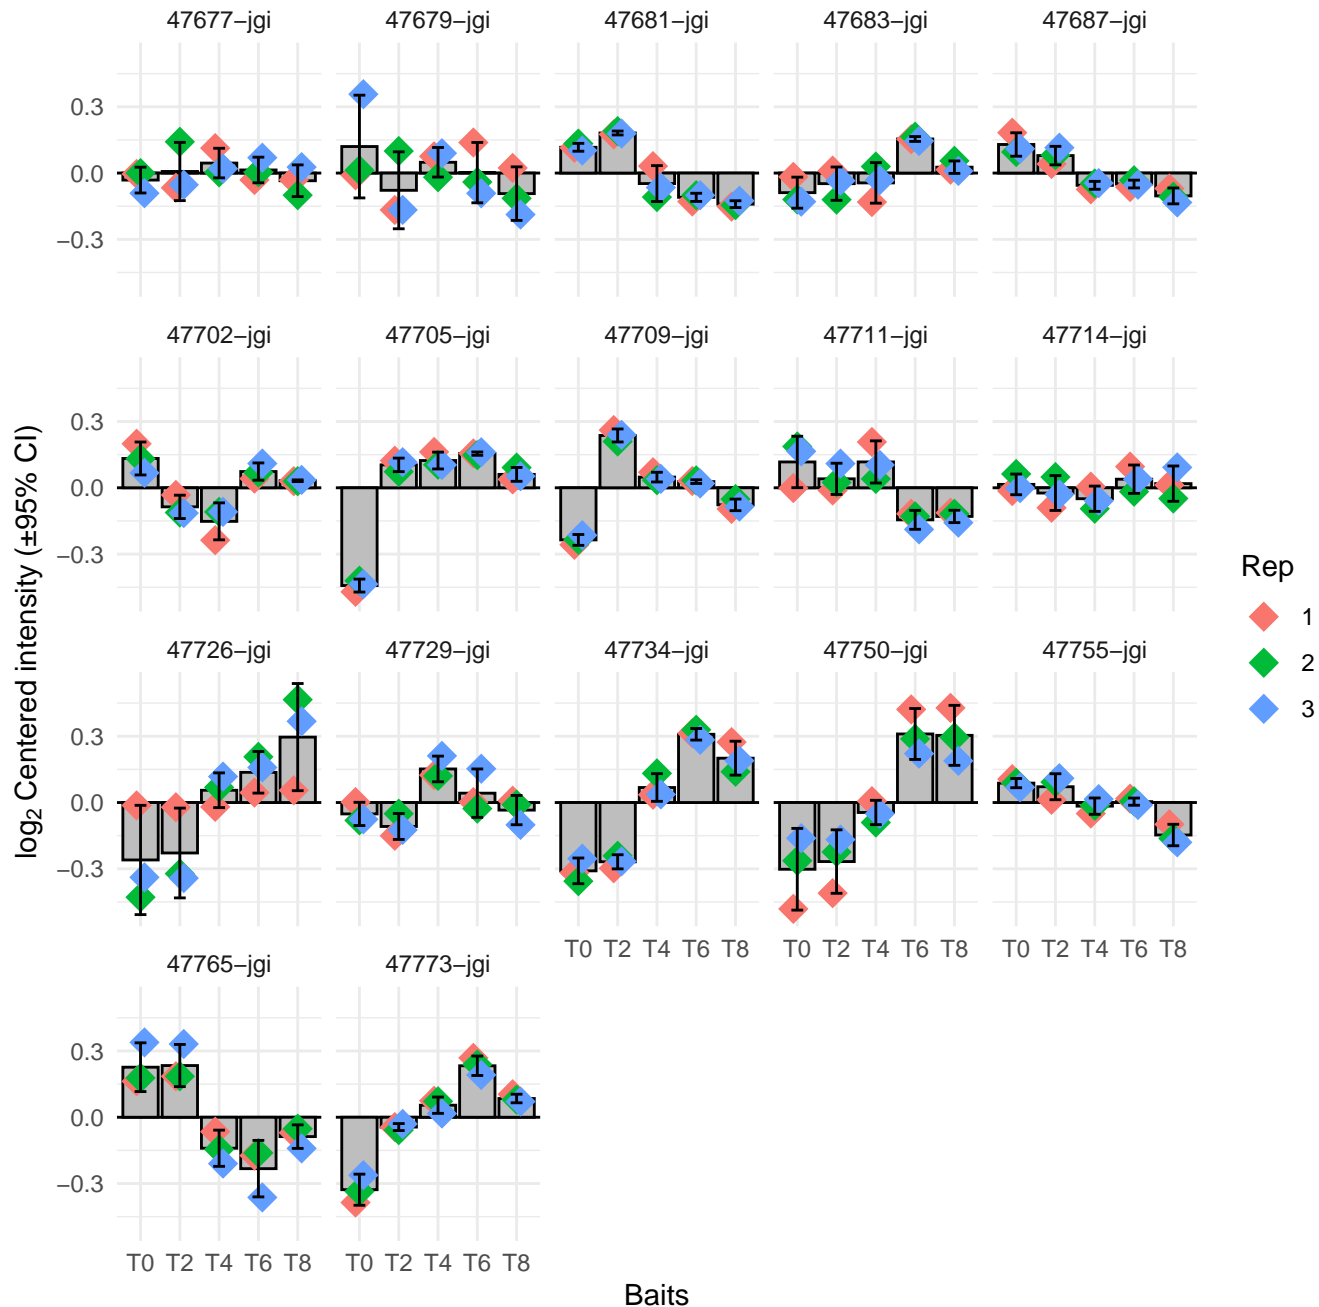 47677−jgi 47679−jgi 47681−jgi 47683−jgi 47687−jgi
0.3
0.0
−0.3
47702−jgi 47705−jgi 47709−jgi 47711−jgi 47714−jgi
0.3
0.0
−0.3
47726−jgi 47729−jgi 47734−jgi 47750−jgi 47755−jgi
0.3
0.0
−0.3
T0 T2 T4 T6 T8 T0 T2 T4 T6 T8 T0 T2 T4 T6 T8
47765−jgi 47773−jgi
0.3
0.0
−0.3
T0 T2 T4 T6 T8 T0 T2 T4 T6 T8
Baits
log₂ Centered intensity (±95% CI)
Rep
1
2
3